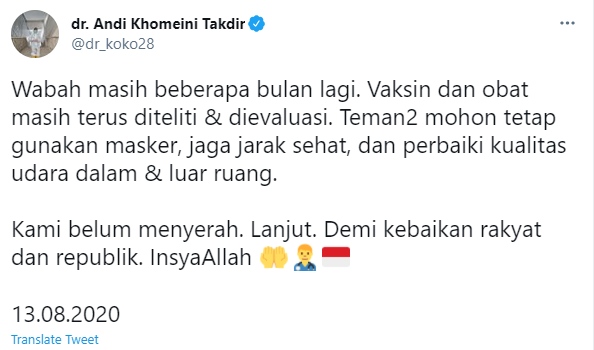 dr. Andi Khomeini Takdir
@dr_koko28
Wabah masih beberapa bulan lagi. Vaksin dan obat
masih terus diteliti & dievaluasi. Teman2 mohon tetap
gunakan masker, jaga jarak sehat, dan perbaiki kualitas
udara dalam & luar ruang.
Kami belum menyerah. Lanjut. Demi kebaikan rakyat
dan republik. InsyaAllah 🤲👨‍⚕️🇮🇩
13.08.2020
Translate Tweet